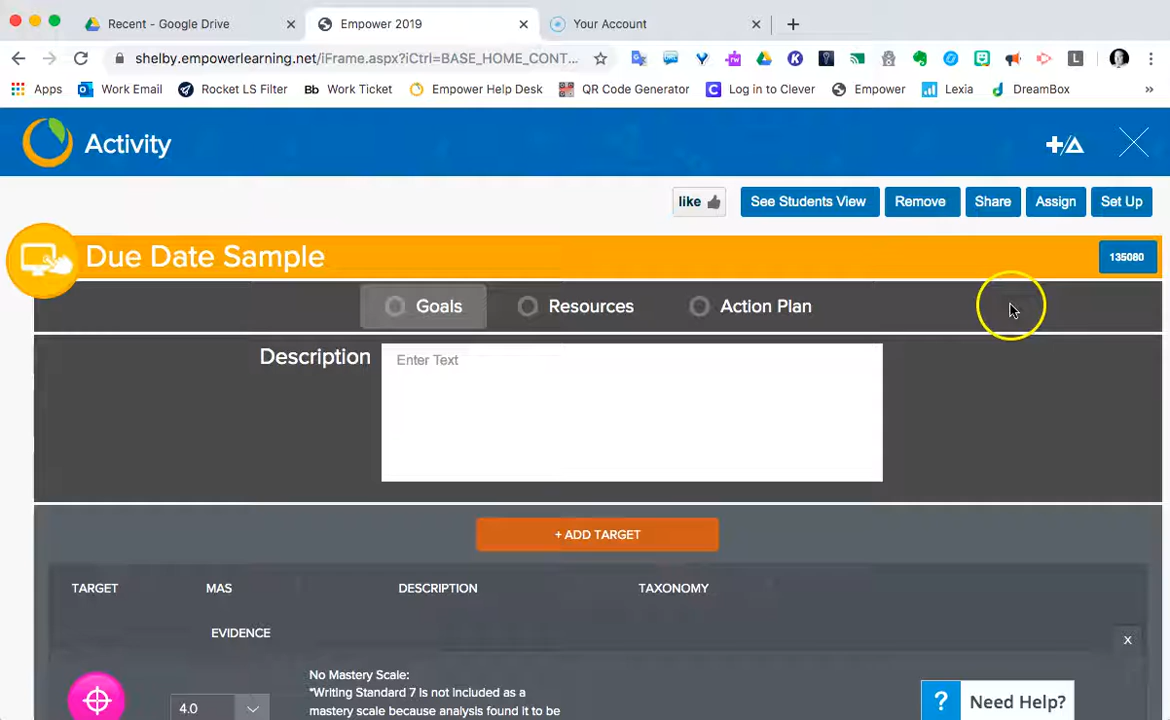 Recent - Google Drive
Empower 2019
Your Account
shelby.empowerlearning.net/iFrame.aspx?iCtrl=BASE_HOME_CONT...
Apps
Work Email
Rocket LS Filter
Bb Work Ticket
Empower Help Desk
QR Code Generator
C Log in to Clever
Empower
Lexia
DreamBox
»
Activity
like
See Students View
Remove
Share
Assign
Set Up
Due Date Sample
135080
Goals
Resources
Action Plan
Description
Enter Text
+ ADD TARGET
TARGET
MAS
DESCRIPTION
TAXONOMY
EVIDENCE
X
No Mastery Scale:
*Writing Standard 7 is not included as a
mastery scale because analysis found it to be
4.0
? Need Help?